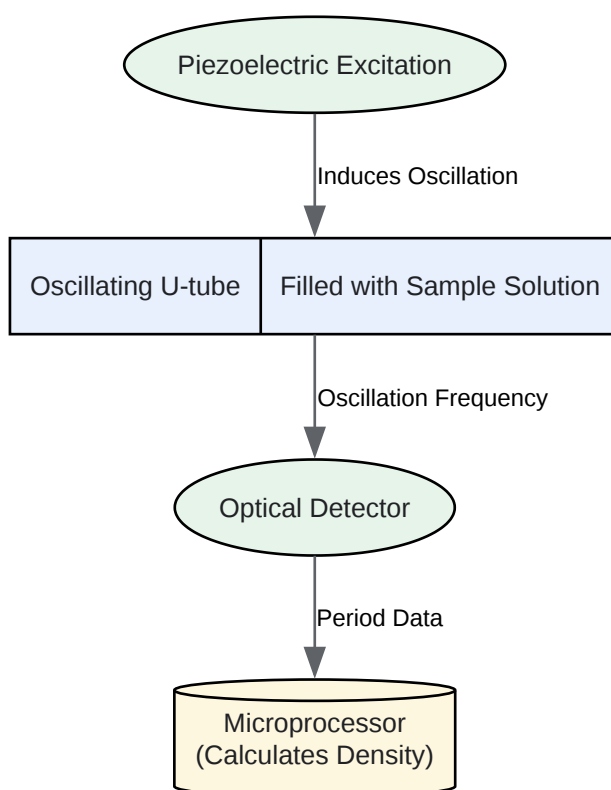 Piezoelectric Excitation
Induces Oscillation
Oscillating U-tube
Filled with Sample Solution
Oscillation Frequency
Optical Detector
Period Data
Microprocessor
(Calculates Density)